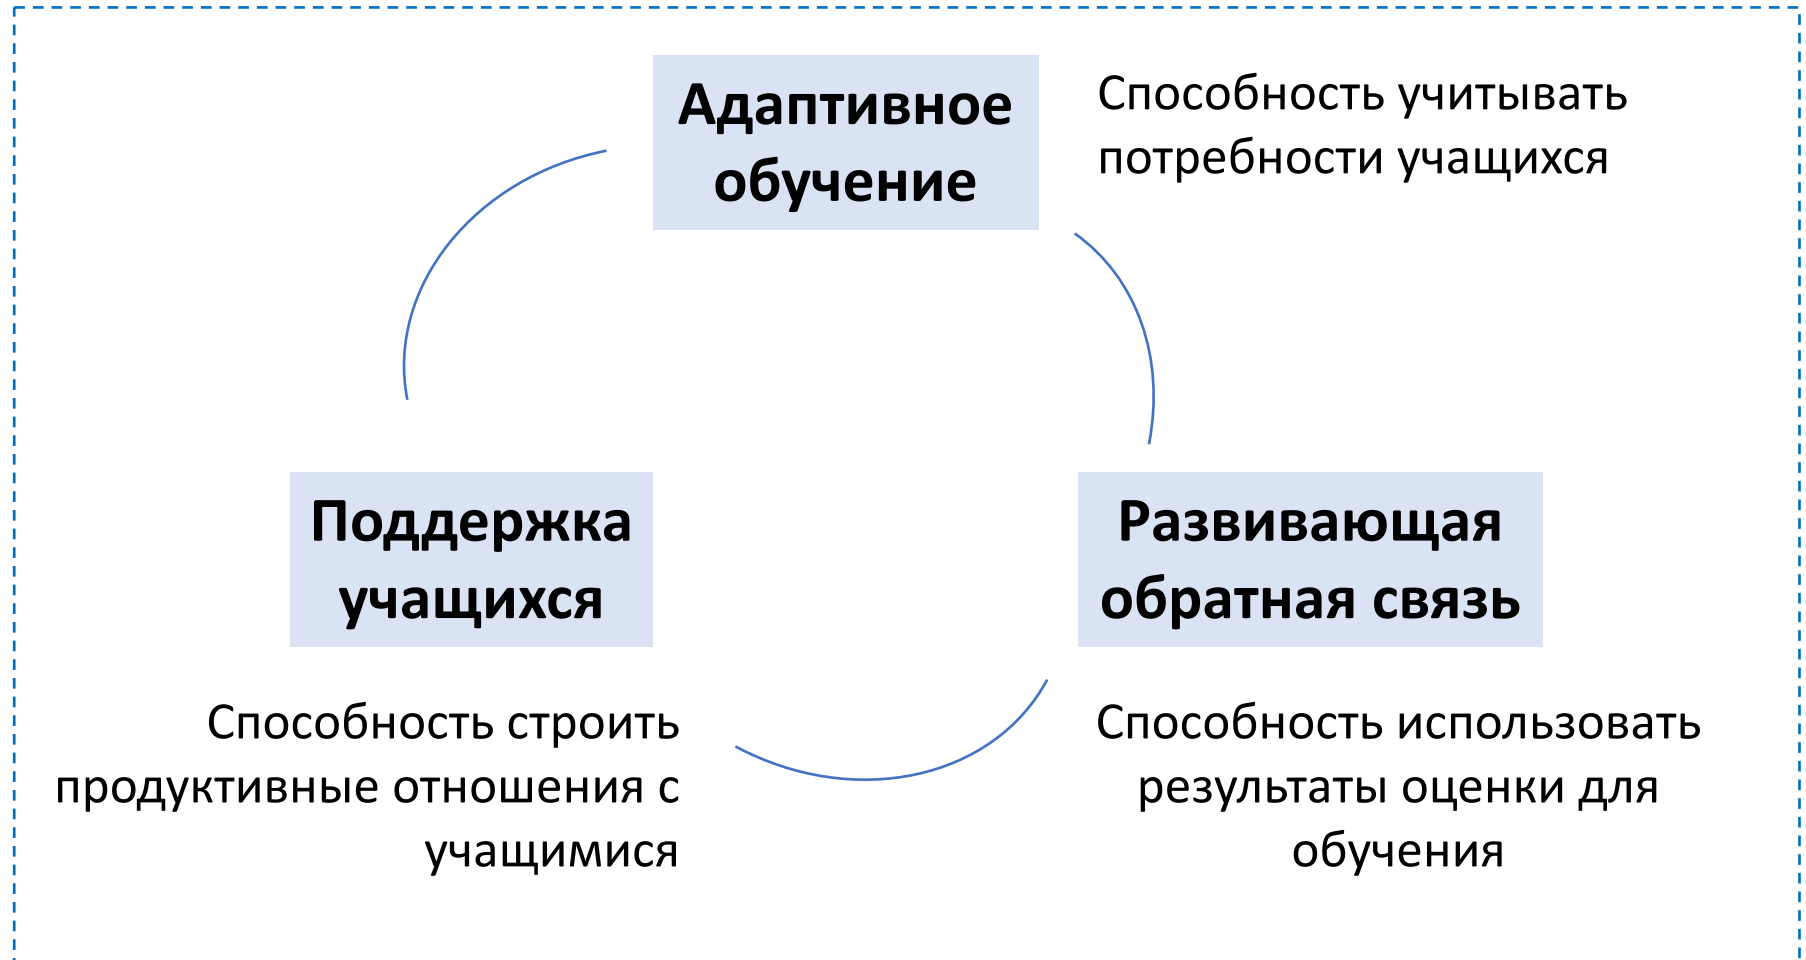 Адаптивное
обучение
Способность учитывать
потребности учащихся
Поддержка
учащихся
Способность строить
продуктивные отношения с
учащимися
Развивающая
обратная связь
Способность использовать
результаты оценки для
обучения